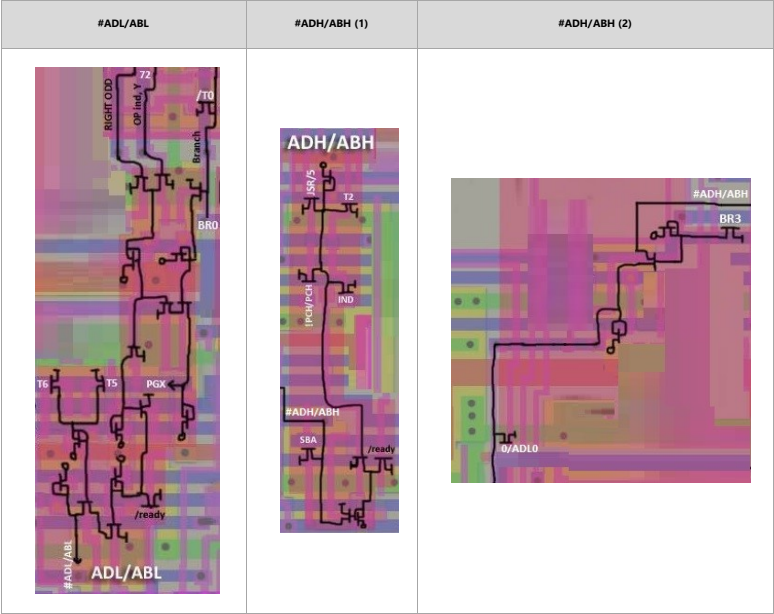 #ADL/ABL
#ADH/ABH (1)
#ADH/ABH (2)
72
RIGHT ODD
OP ind, Y
/T0
Branch
BR0
T6
T5
PGX
/ready
#ADL/ABL
ADL/ABL
ADH/ABH
JSR/5
T2
!PCH/PCH
IND
#ADH/ABH
SBA
/ready
#ADH/ABH
BR3
0/ADL0